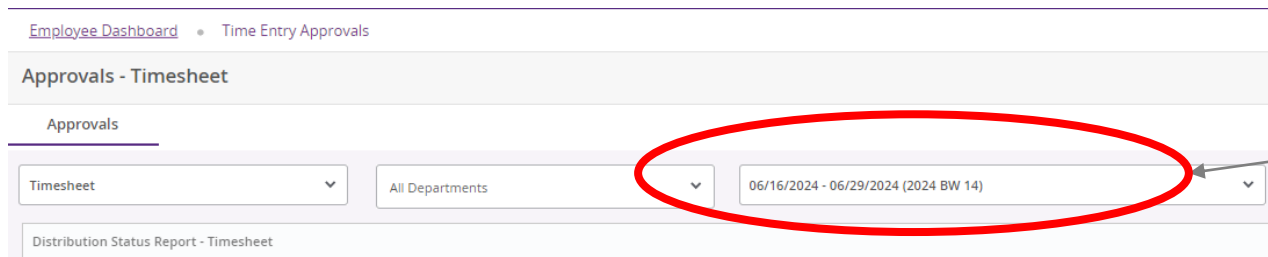 Employee Dashboard • Time Entry Approvals
Approvals - Timesheet
Approvals
Timesheet All Departments 06/16/2024 - 06/29/2024 (2024 BW 14)
Distribution Status Report - Timesheet